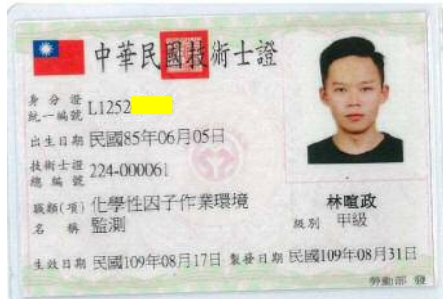 中華民國技術士證
身分證
統一編號 L1252
出生日期 民國85年06月05日
技術士證
總編號 224-000061
職類(項) 化學性因子作業環境
名稱 監測
林暄政
級別 甲級
生效日期 民國109年08月17日 製發日期 民國109年08月31日
勞動部 發